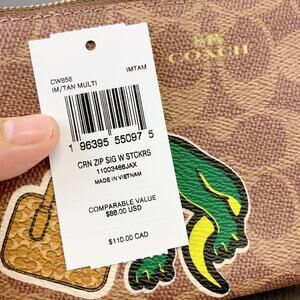 COACH
CW856 IMTAM
IM/TAN MULTI
1 96395 55097 5
CRN ZIP SIG W STCKRS
11003466JAX
MADE IN VIETNAM
COMPARABLE VALUE
$88.00 USD
$110.00 CAD